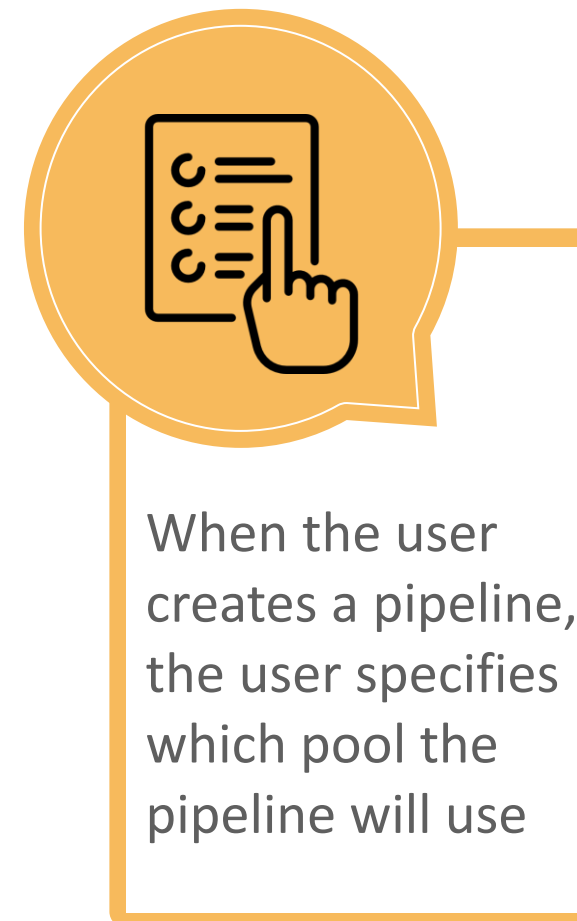 When the user
creates a pipeline,
the user specifies
which pool the
pipeline will use